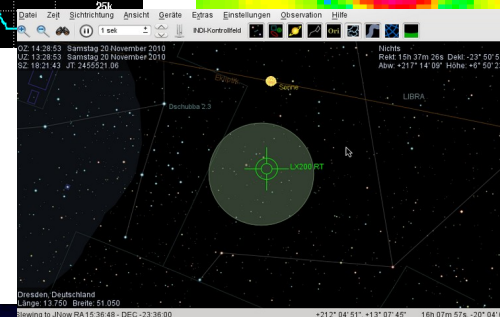 25k
Datei Zeit Sichtrichtung Ansicht Geräte Extras Einstellungen Observation Hilfe
1 sek INDI-Kontrollfeld Ori
OZ: 14:28:53 Samstag 20 November 2010
UZ: 13:28:53 Samstag 20 November 2010
SZ: 18:21:43 JT: 2455521.06
Nichts
Rekt: 15h 37m 26s Dekl: -23° 50' 5
Abw: +217° 14' 09" Höhe: +6° 50' 2
Ekliptik
Sonne
LIBRA
Dschubba 2.3
LX200 RT
Dresden, Deutschland
Länge: 13.750 Breite: 51.050
Slewing to JNow RA 15:36:48 - DEC -23:36:00
+212° 04' 51", +13° 07' 45" 16h 07m 57s, -20° 04'